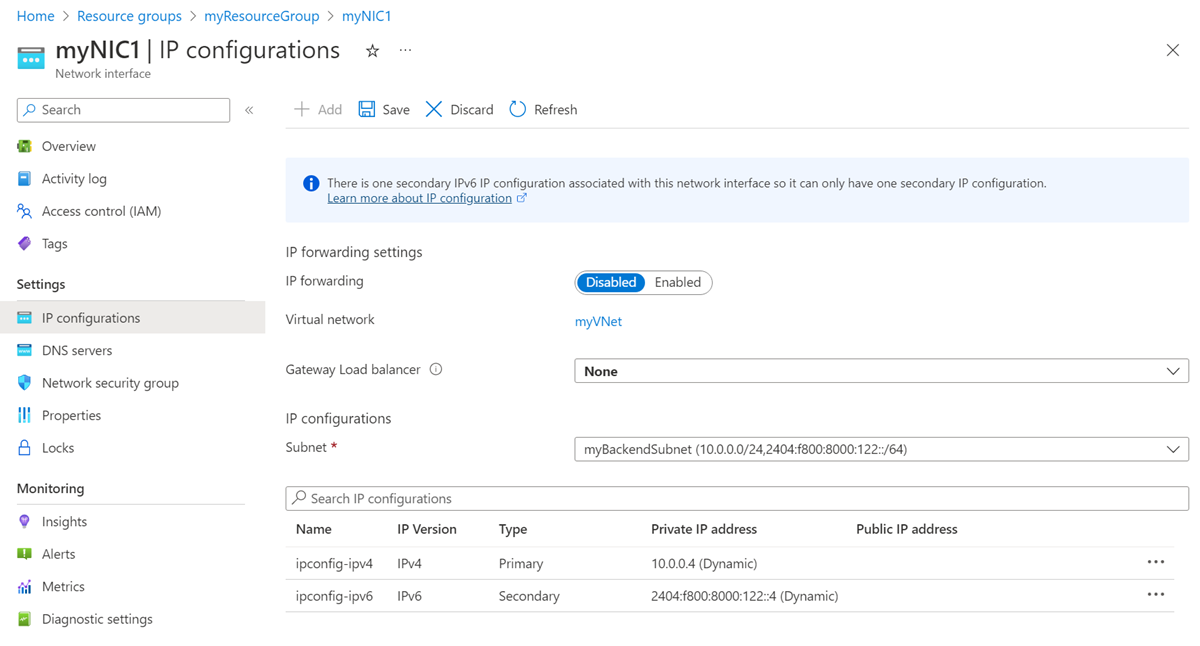 Home > Resource groups > myResourceGroup > myNIC1
myNIC1 | IP configurations ☆ ···
Network interface
Search
Overview
Activity log
Access control (IAM)
Tags
Settings
IP configurations
DNS servers
Network security group
Properties
Locks
Monitoring
Insights
Alerts
Metrics
Diagnostic settings
Add Save Discard Refresh
There is one secondary IPv6 IP configuration associated with this network interface so it can only have one secondary IP configuration.
Learn more about IP configuration
IP forwarding settings
IP forwarding Disabled Enabled
Virtual network myVNet
Gateway Load balancer None
IP configurations
Subnet * myBackendSubnet (10.0.0.0/24,2404:f800:8000:122::/64)
Search IP configurations
Name IP Version Type Private IP address Public IP address
ipconfig-ipv4 IPv4 Primary 10.0.0.4 (Dynamic) ···
ipconfig-ipv6 IPv6 Secondary 2404:f800:8000:122::4 (Dynamic) ···